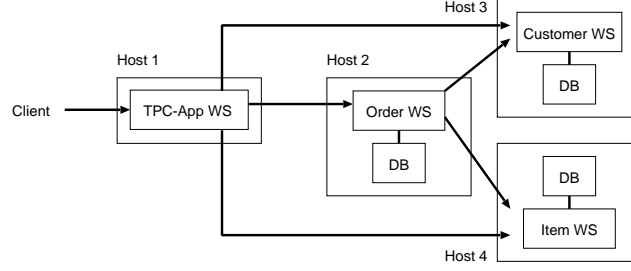 Host 3
Customer WS
DB
Host 1
Host 2
Client
TPC-App WS
Order WS
DB
DB
Item WS
Host 4